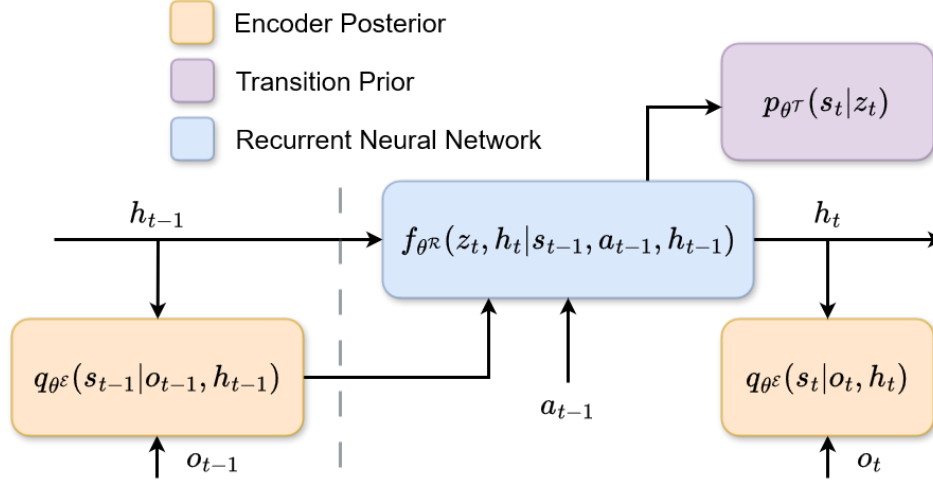 Encoder Posterior
Transition Prior
Recurrent Neural Network
p_{θ^𝒯}(s_t|z_t)
h_{t−1}
f_{θ^ℛ}(z_t, h_t|s_{t−1}, a_{t−1}, h_{t−1})
h_t
q_{θ^ℰ}(s_{t−1}|o_{t−1}, h_{t−1})
q_{θ^ℰ}(s_t|o_t, h_t)
a_{t−1}
o_{t−1}
o_t